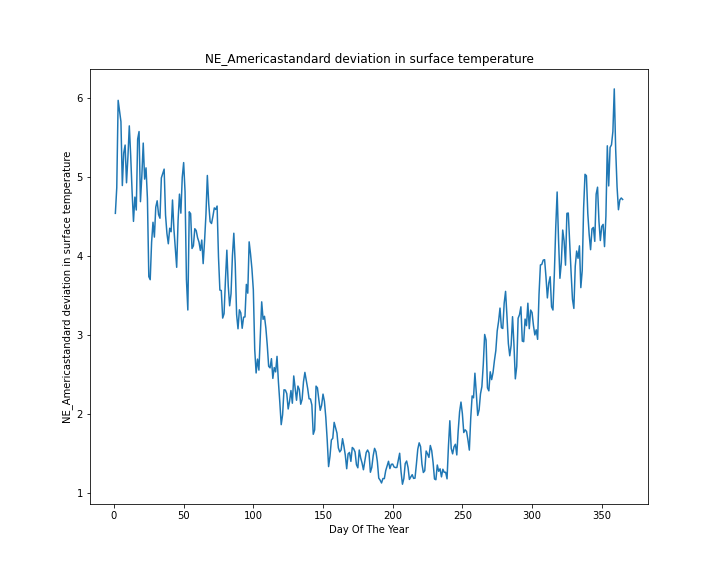 NE_Americastandard deviation in surface temperature
6
5
4
3
2
1
NE_Americastandard deviation in surface temperature
0 50 100 150 200 250 300 350
Day Of The Year